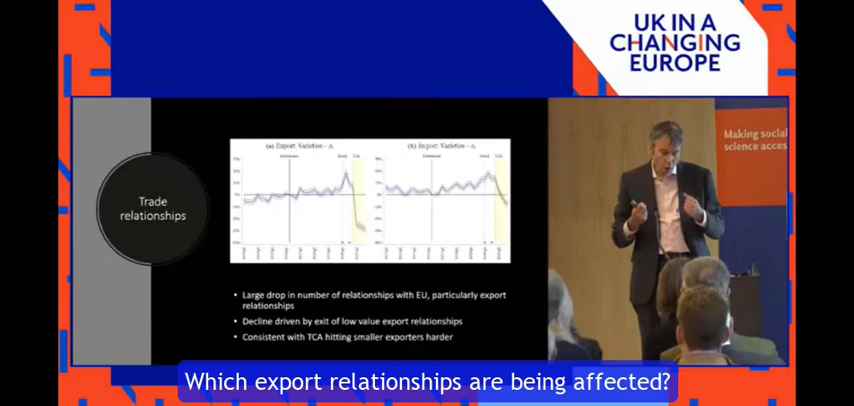 UK IN A
CHANGING
EUROPE
Making social
science acces
Trade
relationships
(a) Export Varieties -
(b) Import Varieties -
• Large drop in number of relationships with EU, particularly export
relationships
• Decline driven by exit of low value export relationships
• Consistent with TCA hitting smaller exporters harder
Which export relationships are being affected?